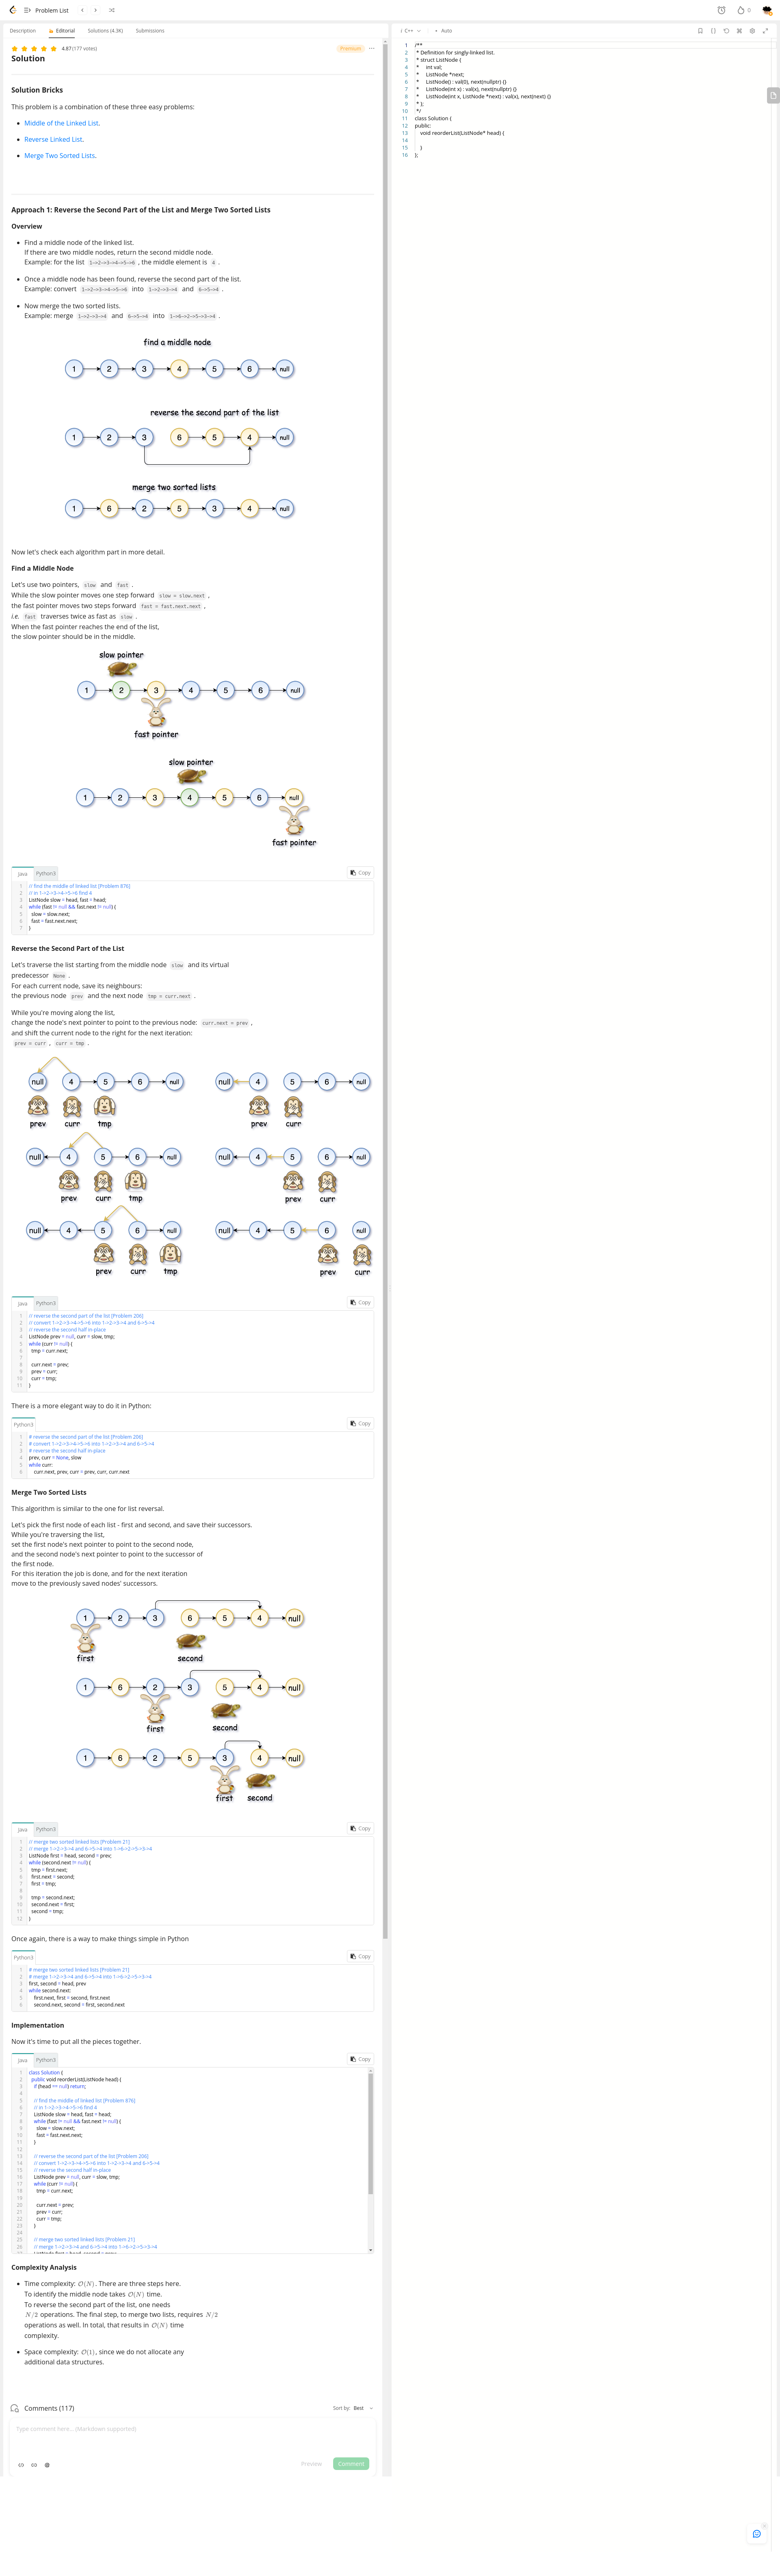 Problem List
0
Description
Editorial
Solutions (4.3K)
Submissions
4.87 (177 votes)
Premium
Solution
Solution Bricks
This problem is a combination of these three easy problems:
Middle of the Linked List.
Reverse Linked List.
Merge Two Sorted Lists.
Approach 1: Reverse the Second Part of the List and Merge Two Sorted Lists
Overview
Find a middle node of the linked list.
If there are two middle nodes, return the second middle node.
Example: for the list 1->2->3->4->5->6 , the middle element is 4 .
Once a middle node has been found, reverse the second part of the list.
Example: convert 1->2->3->4->5->6 into 1->2->3->4 and 6->5->4 .
Now merge the two sorted lists.
Example: merge 1->2->3->4 and 6->5->4 into 1->6->2->5->3->4 .
find a middle node
1 2 3 4 5 6 null
reverse the second part of the list
1 2 3 6 5 4 null
merge two sorted lists
1 6 2 5 3 4 null
Now let's check each algorithm part in more detail.
Find a Middle Node
Let's use two pointers, slow and fast .
While the slow pointer moves one step forward slow = slow.next ,
the fast pointer moves two steps forward fast = fast.next.next ,
i.e. fast traverses twice as fast as slow .
When the fast pointer reaches the end of the list,
the slow pointer should be in the middle.
slow pointer
1 2 3 4 5 6 null
fast pointer
slow pointer
1 2 3 4 5 6 null
fast pointer
Java Python3 Copy
1 // find the middle of linked list [Problem 876]
2 // in 1->2->3->4->5->6 find 4
3 ListNode slow = head, fast = head;
4 while (fast != null && fast.next != null) {
5 slow = slow.next;
6 fast = fast.next.next;
7 }
Reverse the Second Part of the List
Let's traverse the list starting from the middle node slow and its virtual
predecessor None .
For each current node, save its neighbours:
the previous node prev and the next node tmp = curr.next .
While you're moving along the list,
change the node's next pointer to point to the previous node: curr.next = prev ,
and shift the current node to the right for the next iteration:
prev = curr , curr = tmp .
null 4 5 6 null null 4 5 6 null
prev curr tmp prev curr
null 4 5 6 null null 4 5 6 null
prev curr tmp prev curr
null 4 5 6 null null 4 5 6 null
prev curr tmp prev curr
Java Python3 Copy
1 // reverse the second part of the list [Problem 206]
2 // convert 1->2->3->4->5->6 into 1->2->3->4 and 6->5->4
3 // reverse the second half in-place
4 ListNode prev = null, curr = slow, tmp;
5 while (curr != null) {
6 tmp = curr.next;
7
8 curr.next = prev;
9 prev = curr;
10 curr = tmp;
11 }
There is a more elegant way to do it in Python:
Python3 Copy
1 # reverse the second part of the list [Problem 206]
2 # convert 1->2->3->4->5->6 into 1->2->3->4 and 6->5->4
3 # reverse the second half in-place
4 prev, curr = None, slow
5 while curr:
6 curr.next, prev, curr = prev, curr, curr.next
Merge Two Sorted Lists
This algorithm is similar to the one for list reversal.
Let's pick the first node of each list - first and second, and save their successors.
While you're traversing the list,
set the first node's next pointer to point to the second node,
and the second node's next pointer to point to the successor of
the first node.
For this iteration the job is done, and for the next iteration
move to the previously saved nodes' successors.
1 2 3 6 5 4 null
first second
1 6 2 3 5 4 null
first second
1 6 2 5 3 4 null
first second
Java Python3 Copy
1 // merge two sorted linked lists [Problem 21]
2 // merge 1->2->3->4 and 6->5->4 into 1->6->2->5->3->4
3 ListNode first = head, second = prev;
4 while (second.next != null) {
5 tmp = first.next;
6 first.next = second;
7 first = tmp;
8
9 tmp = second.next;
10 second.next = first;
11 second = tmp;
12 }
Once again, there is a way to make things simple in Python
Python3 Copy
1 # merge two sorted linked lists [Problem 21]
2 # merge 1->2->3->4 and 6->5->4 into 1->6->2->5->3->4
3 first, second = head, prev
4 while second.next:
5 first.next, first = second, first.next
6 second.next, second = first, second.next
Implementation
Now it's time to put all the pieces together.
Java Python3 Copy
1 class Solution {
2 public void reorderList(ListNode head) {
3 if (head == null) return;
4
5 // find the middle of linked list [Problem 876]
6 // in 1->2->3->4->5->6 find 4
7 ListNode slow = head, fast = head;
8 while (fast != null && fast.next != null) {
9 slow = slow.next;
10 fast = fast.next.next;
11 }
12
13 // reverse the second part of the list [Problem 206]
14 // convert 1->2->3->4->5->6 into 1->2->3->4 and 6->5->4
15 // reverse the second half in-place
16 ListNode prev = null, curr = slow, tmp;
17 while (curr != null) {
18 tmp = curr.next;
19
20 curr.next = prev;
21 prev = curr;
22 curr = tmp;
23 }
24
25 // merge two sorted linked lists [Problem 21]
26 // merge 1->2->3->4 and 6->5->4 into 1->6->2->5->3->4
Complexity Analysis
Time complexity: O(N). There are three steps here.
To identify the middle node takes O(N) time.
To reverse the second part of the list, one needs
N/2 operations. The final step, to merge two lists, requires N/2
operations as well. In total, that results in O(N) time
complexity.
Space complexity: O(1), since we do not allocate any
additional data structures.
Comments (117)
Sort by: Best
Type comment here... (Markdown supported)
Preview
Comment
i C++
Auto
1 /**
2 * Definition for singly-linked list.
3 * struct ListNode {
4 * int val;
5 * ListNode *next;
6 * ListNode() : val(0), next(nullptr) {}
7 * ListNode(int x) : val(x), next(nullptr) {}
8 * ListNode(int x, ListNode *next) : val(x), next(next) {}
9 * };
10 */
11 class Solution {
12 public:
13 void reorderList(ListNode* head) {
14
15 }
16 };